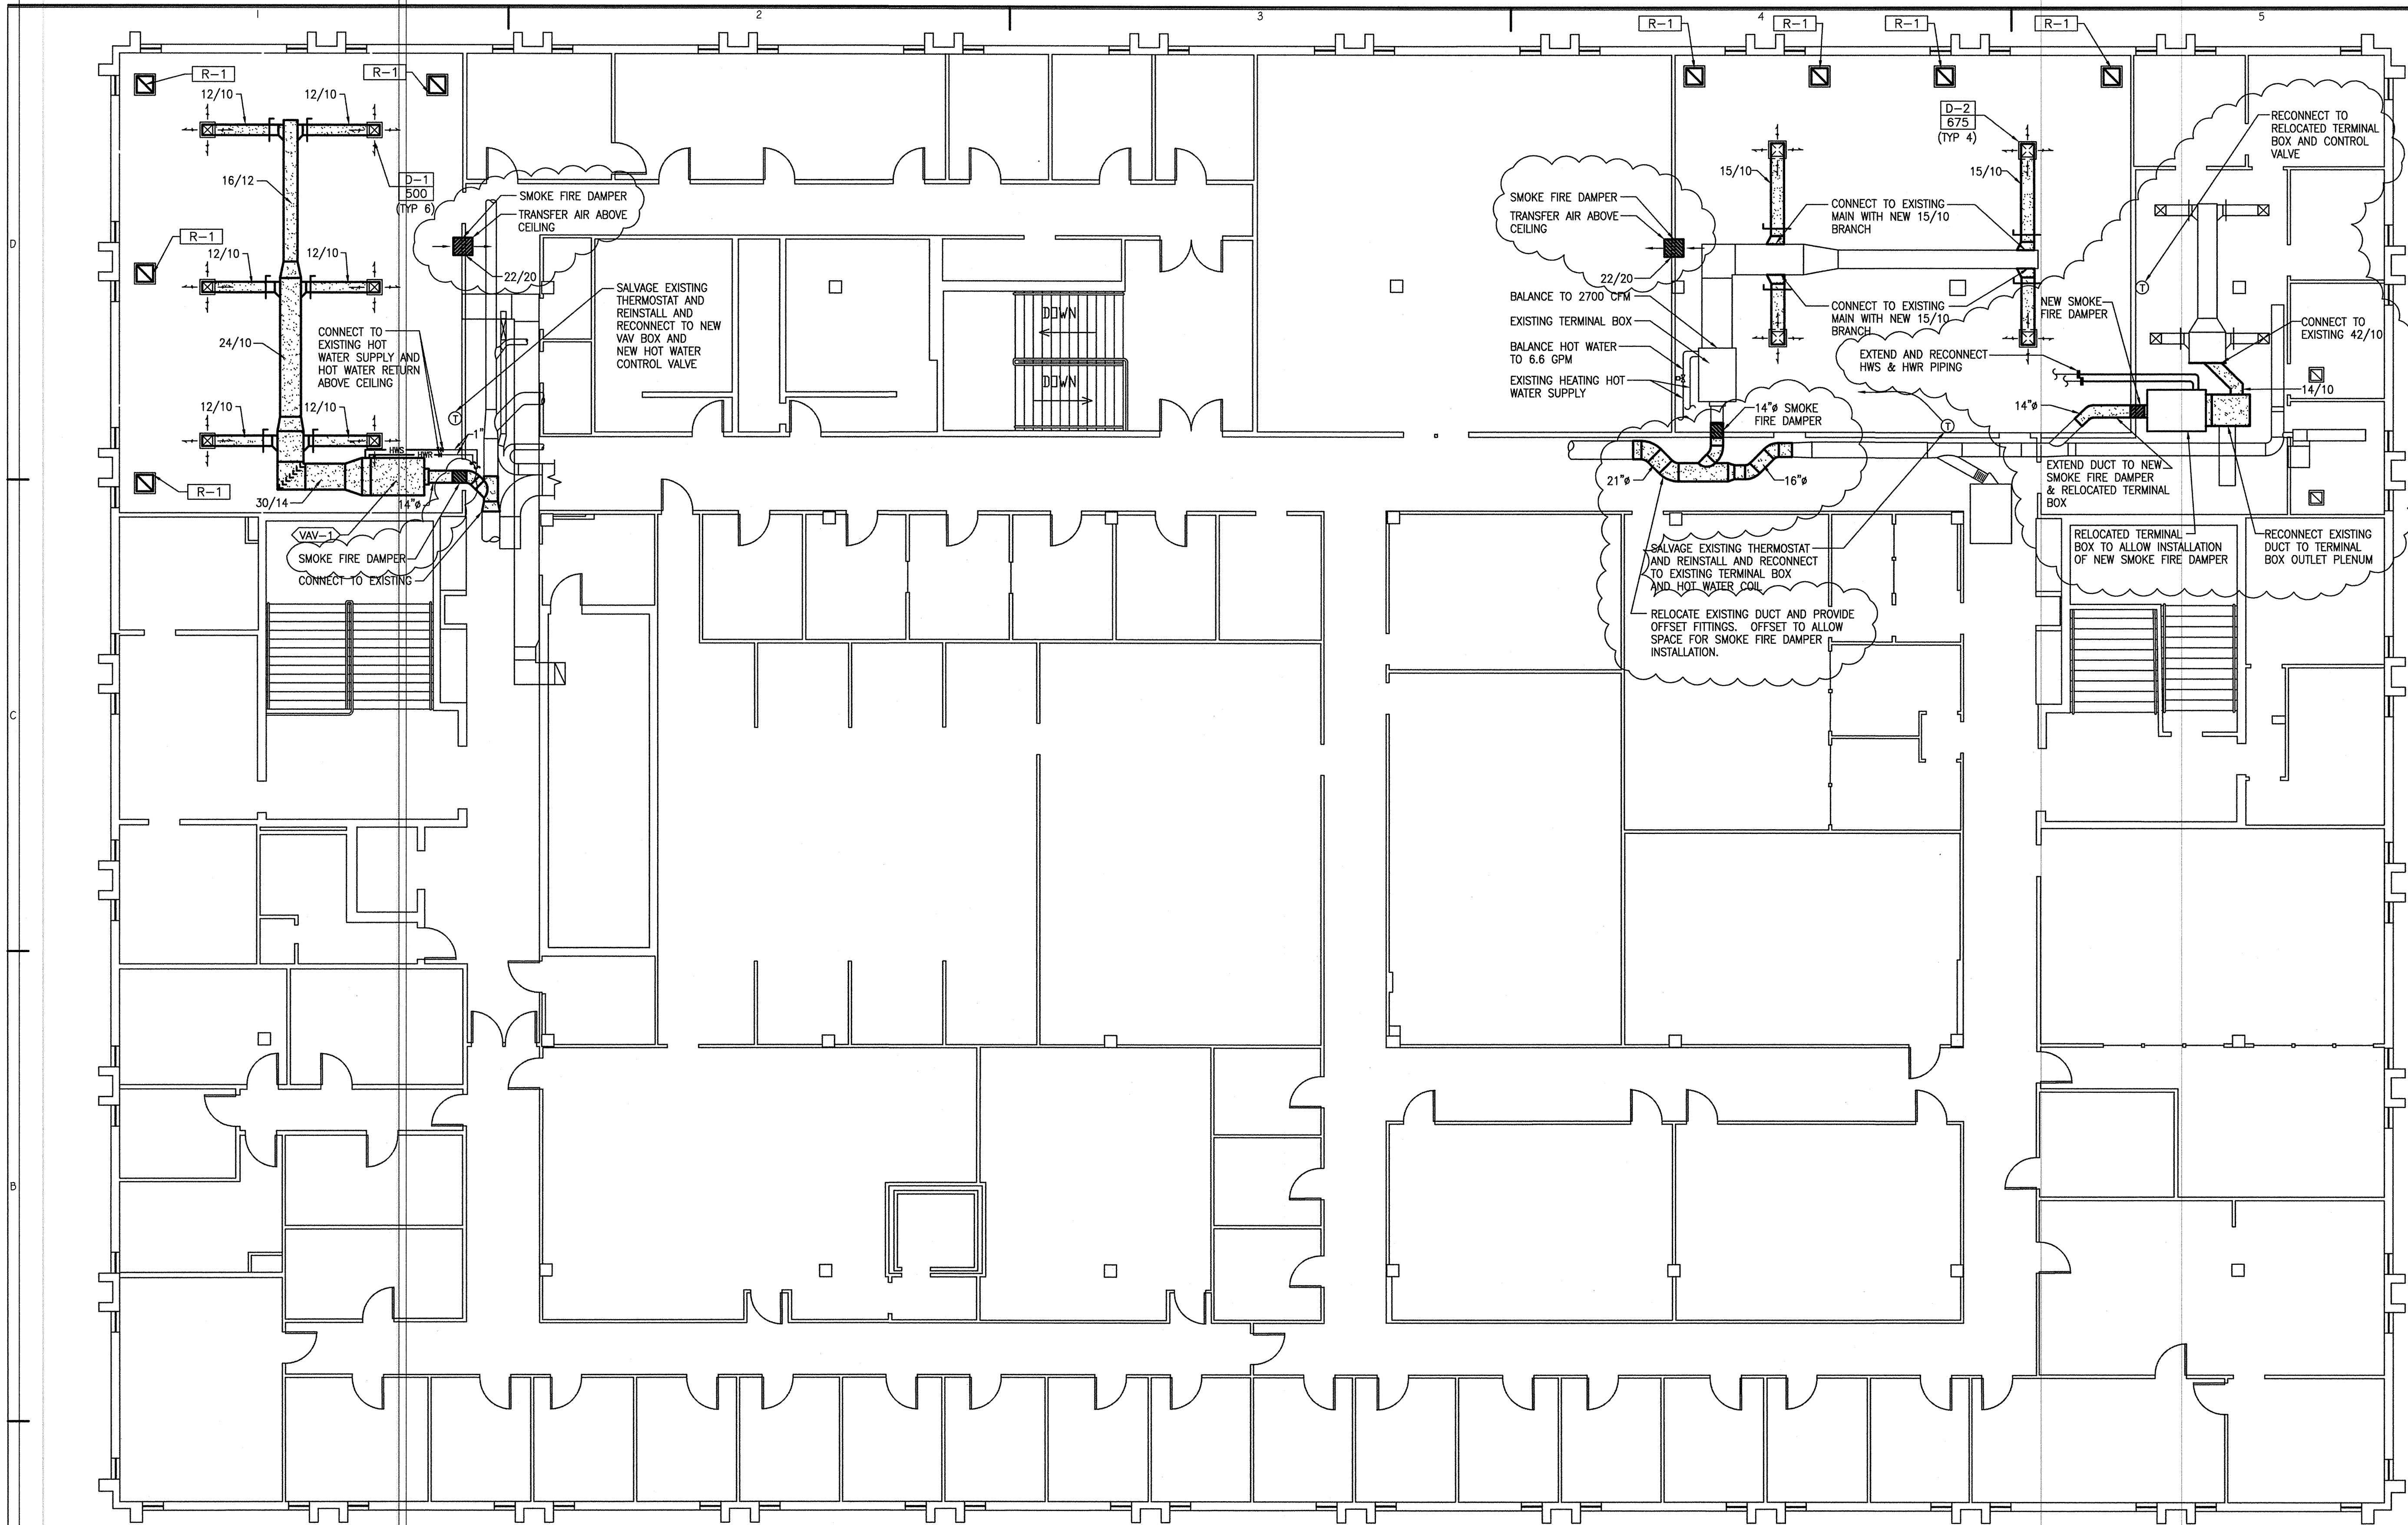 1
2
3
4
5
D
C
B
R-1
R-1
12/10
12/10
16/12
D-1
500
(TYP 6)
R-1
12/10
12/10
24/10
CONNECT TO
EXISTING HOT
WATER SUPPLY AND
HOT WATER RETURN
ABOVE CEILING
12/10
12/10
HWS
HWR
1"
R-1
30/14
14"ø
VAV-1
SMOKE FIRE DAMPER
CONNECT TO EXISTING
SMOKE FIRE DAMPER
TRANSFER AIR ABOVE
CEILING
22/20
SALVAGE EXISTING
THERMOSTAT AND
REINSTALL AND
RECONNECT TO NEW
VAV BOX AND
NEW HOT WATER
CONTROL VALVE
T
DOWN
DOWN
R-1
R-1
R-1
R-1
D-2
675
(TYP 4)
15/10
15/10
SMOKE FIRE DAMPER
TRANSFER AIR ABOVE
CEILING
22/20
CONNECT TO EXISTING
MAIN WITH NEW 15/10
BRANCH
CONNECT TO EXISTING
MAIN WITH NEW 15/10
BRANCH
BALANCE TO 2700 CFM
EXISTING TERMINAL BOX
BALANCE HOT WATER
TO 6.6 GPM
EXISTING HEATING HOT
WATER SUPPLY
14"ø SMOKE
FIRE DAMPER
21"ø
16"ø
T
SALVAGE EXISTING THERMOSTAT
AND REINSTALL AND RECONNECT
TO EXISTING TERMINAL BOX
AND HOT WATER COIL
RELOCATE EXISTING DUCT AND PROVIDE
OFFSET FITTINGS. OFFSET TO ALLOW
SPACE FOR SMOKE FIRE DAMPER
INSTALLATION.
RECONNECT TO
RELOCATED TERMINAL
BOX AND CONTROL
VALVE
T
NEW SMOKE
FIRE DAMPER
CONNECT TO
EXISTING 42/10
EXTEND AND RECONNECT
HWS & HWR PIPING
14"ø
14/10
EXTEND DUCT TO NEW
SMOKE FIRE DAMPER
& RELOCATED TERMINAL
BOX
RELOCATED TERMINAL
BOX TO ALLOW INSTALLATION
OF NEW SMOKE FIRE DAMPER
RECONNECT EXISTING
DUCT TO TERMINAL
BOX OUTLET PLENUM